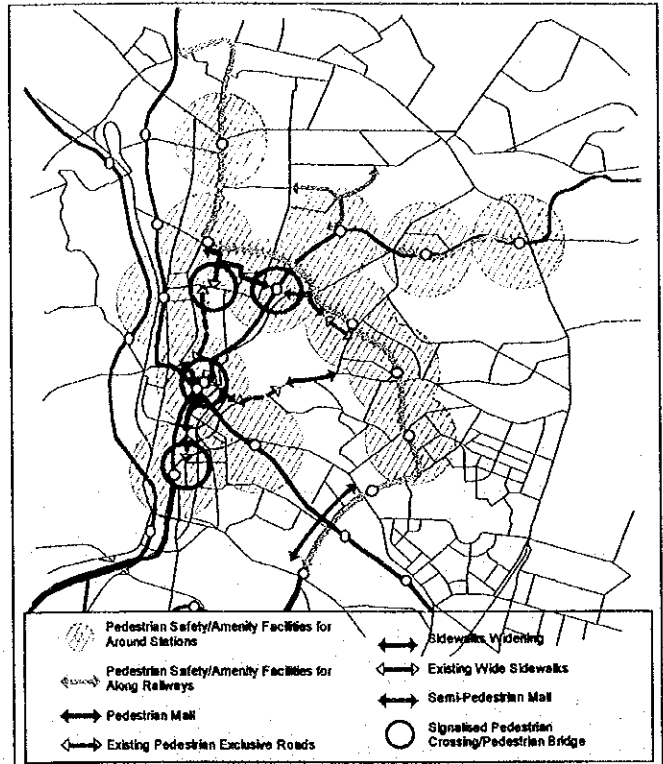 Pedestrian Safety/Amenity Facilities for
Around Stations
Pedestrian Safety/Amenity Facilities for
Along Railways
Pedestrian Mall
Existing Pedestrian Exclusive Roads
Sidewalks Widening
Existing Wide Sidewalks
Semi-Pedestrian Mall
Signalised Pedestrian
Crossing/Pedestrian Bridge